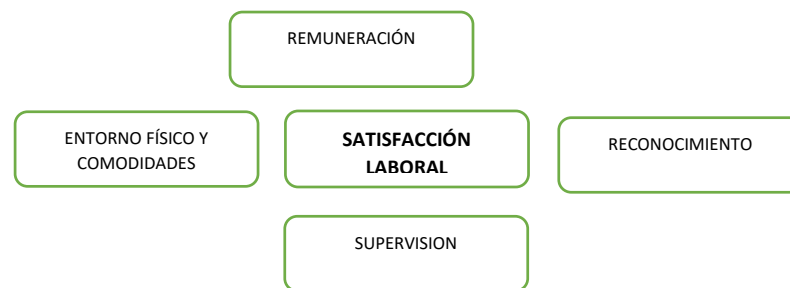 REMUNERACIÓN
ENTORNO FÍSICO Y
COMODIDADES
SATISFACCIÓN
LABORAL
RECONOCIMIENTO
SUPERVISION